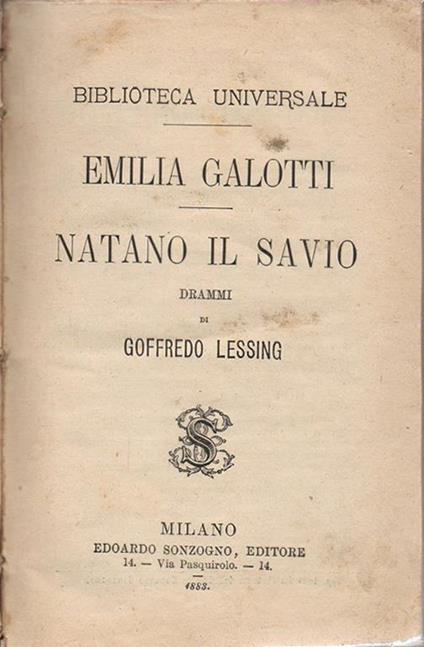 BIBLIOTECA UNIVERSALE
EMILIA GALOTTI
NATANO IL SAVIO
DRAMMI
DI
GOFFREDO LESSING
S
MILANO
EDOARDO SONZOGNO, EDITORE
14. — Via Pasquirolo. — 14.
1883.